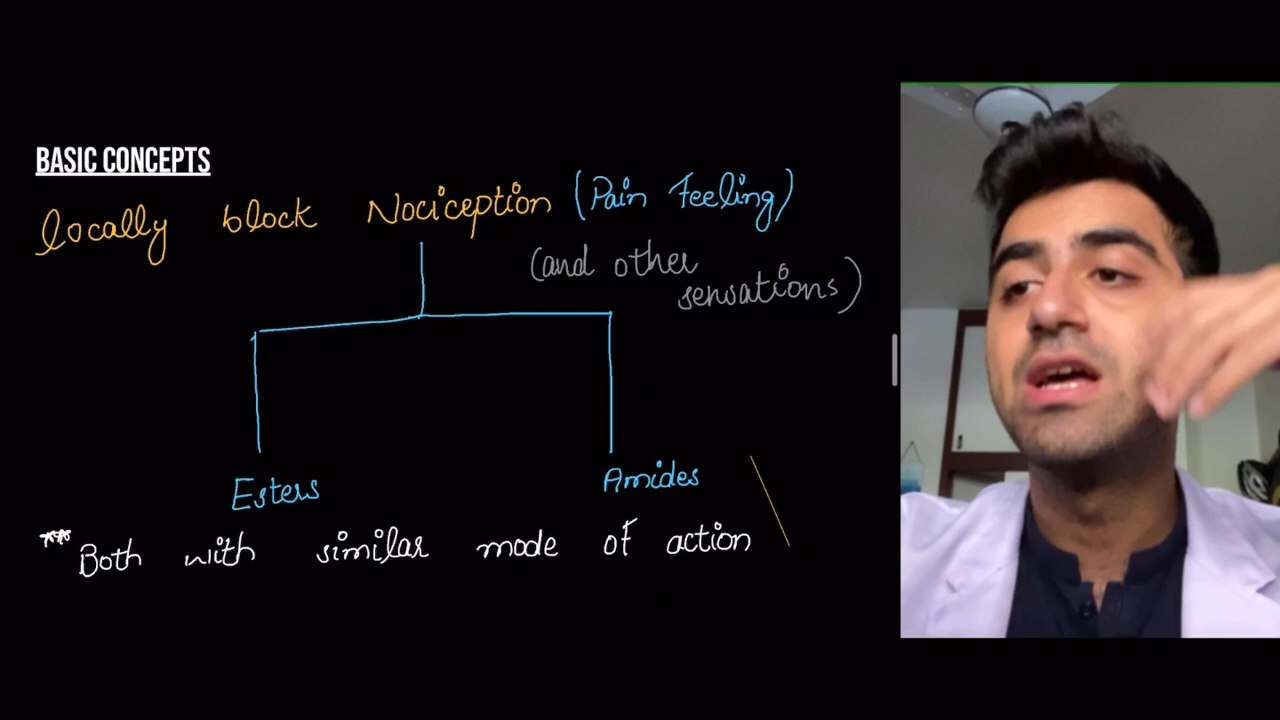 BASIC CONCEPTS
locally block Nociception (Pain Feeling)
(and other
sensations)
Esters
Amides
** Both with similar mode of action